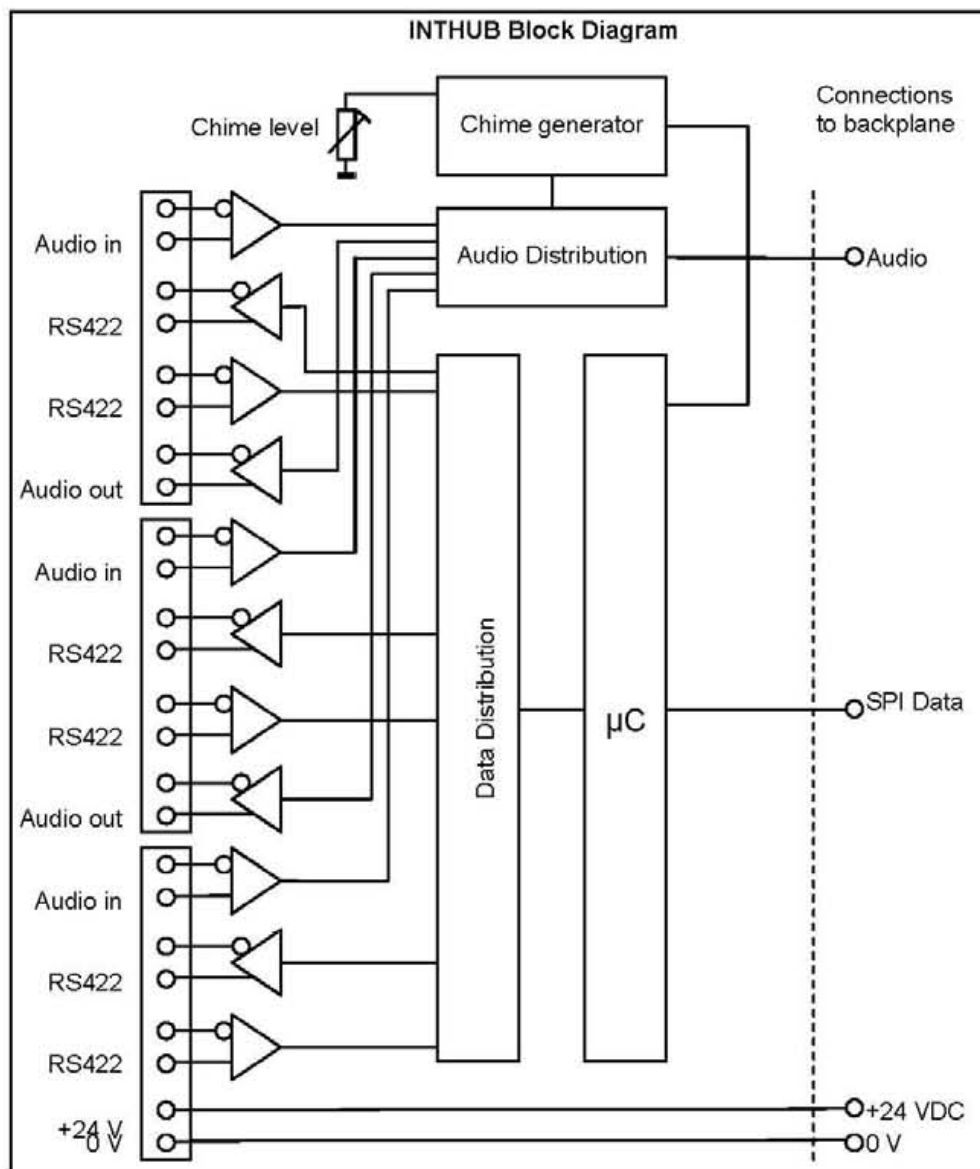 INTHUB Block Diagram
Chime level
Chime generator
Connections
to backplane
Audio in
Audio Distribution
Audio
RS422
RS422
Audio out
Audio in
RS422
RS422
Audio out
Data Distribution
µC
SPI Data
Audio in
RS422
RS422
+24 V
0 V
+24 VDC
0 V